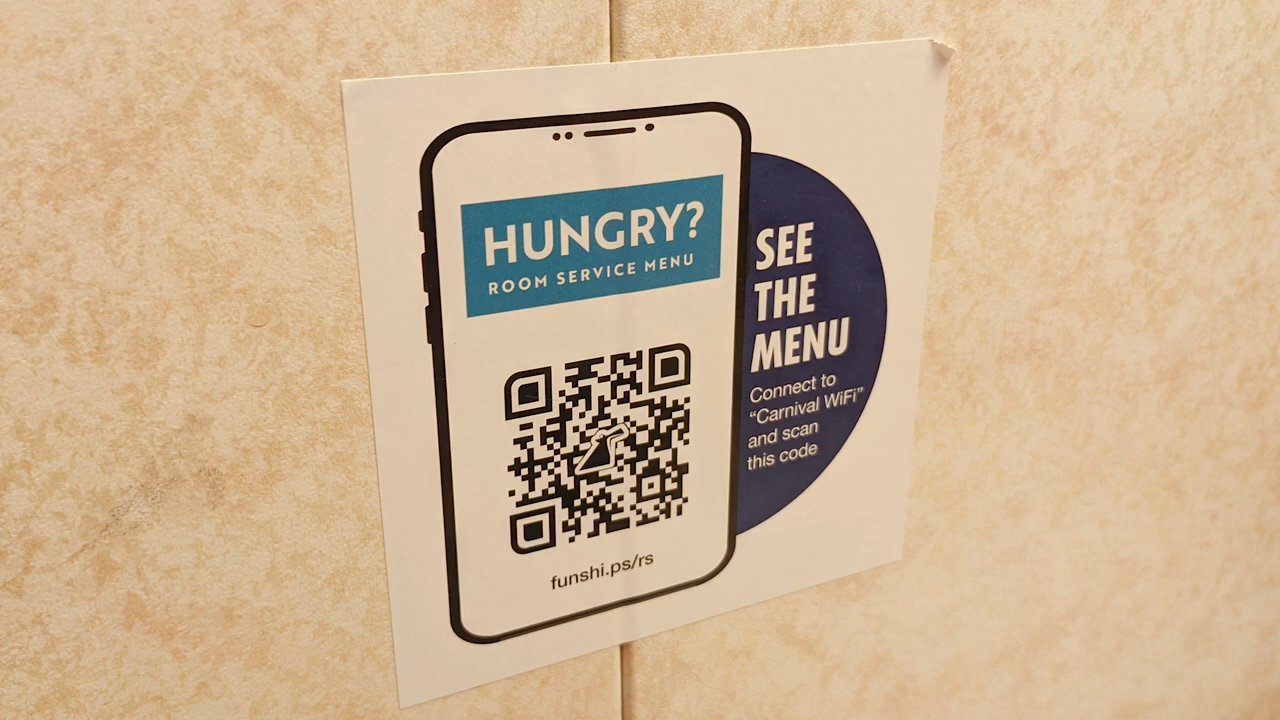 HUNGRY?
ROOM SERVICE MENU
funshi.ps/rs
SEE
THE
MENU
Connect to
“Carnival WiFi”
and scan
this code